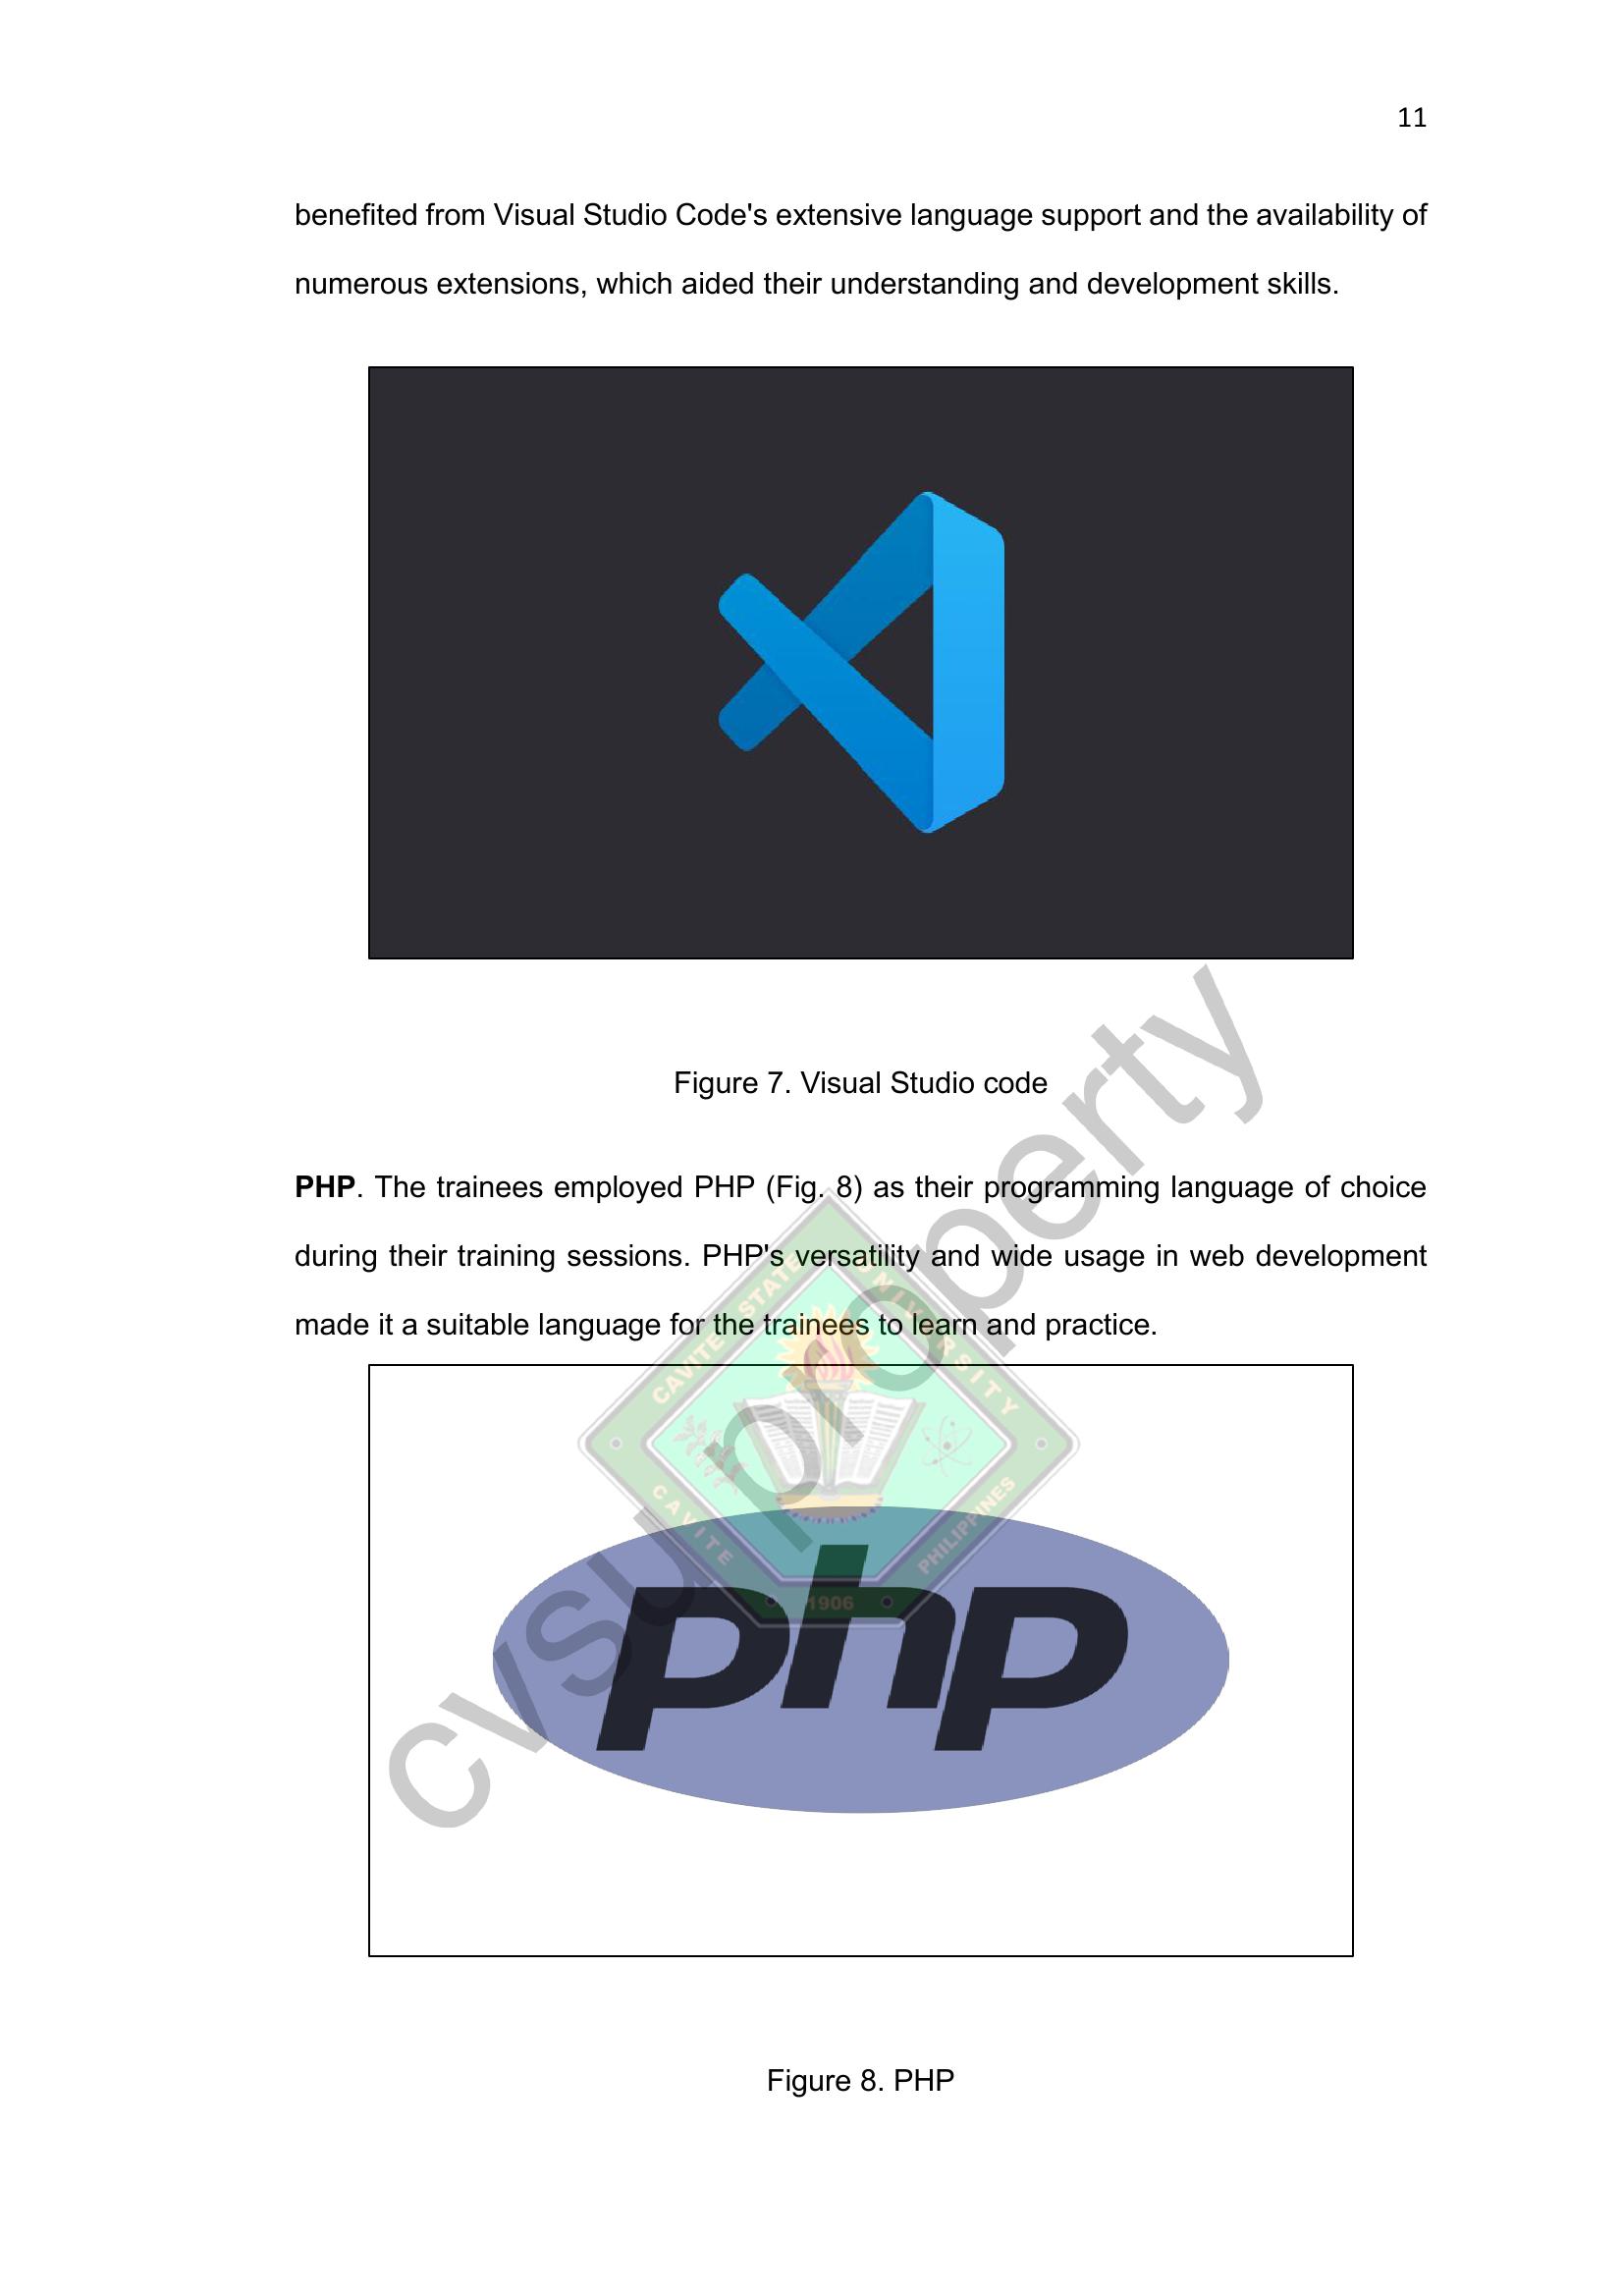 11
benefited from Visual Studio Code's extensive language support and the availability of
numerous extensions, which aided their understanding and development skills.
Figure 7. Visual Studio code
PHP. The trainees employed PHP (Fig. 8) as their programming language of choice
during their training sessions. PHP's versatility and wide usage in web development
made it a suitable language for the trainees to learn and practice.
CAVITE STATE UNIVERSITY
CAVITE
PHILIPPINES
1906
php
cvsu property
Figure 8. PHP